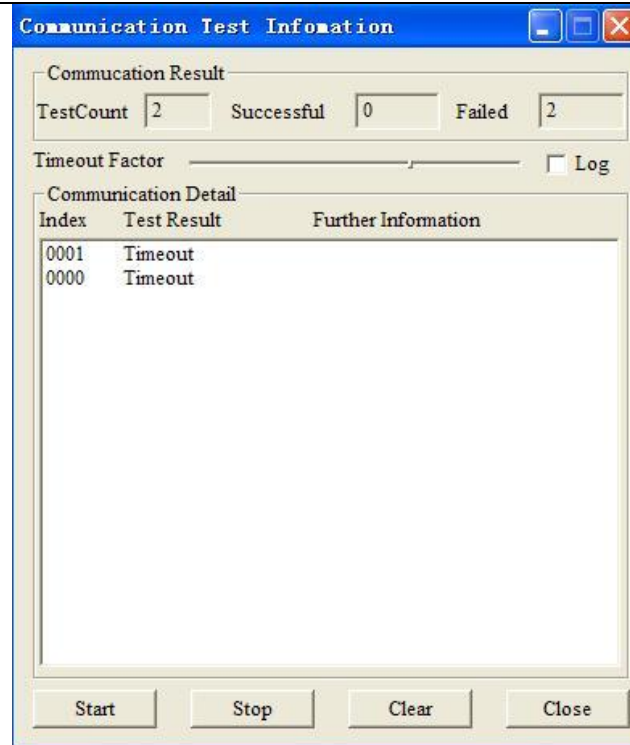 Communication Test Infomation
Commucation Result
TestCount 2 Successful 0 Failed 2
Timeout Factor Log
Communication Detail
Index Test Result Further Information
0001 Timeout
0000 Timeout
Start Stop Clear Close